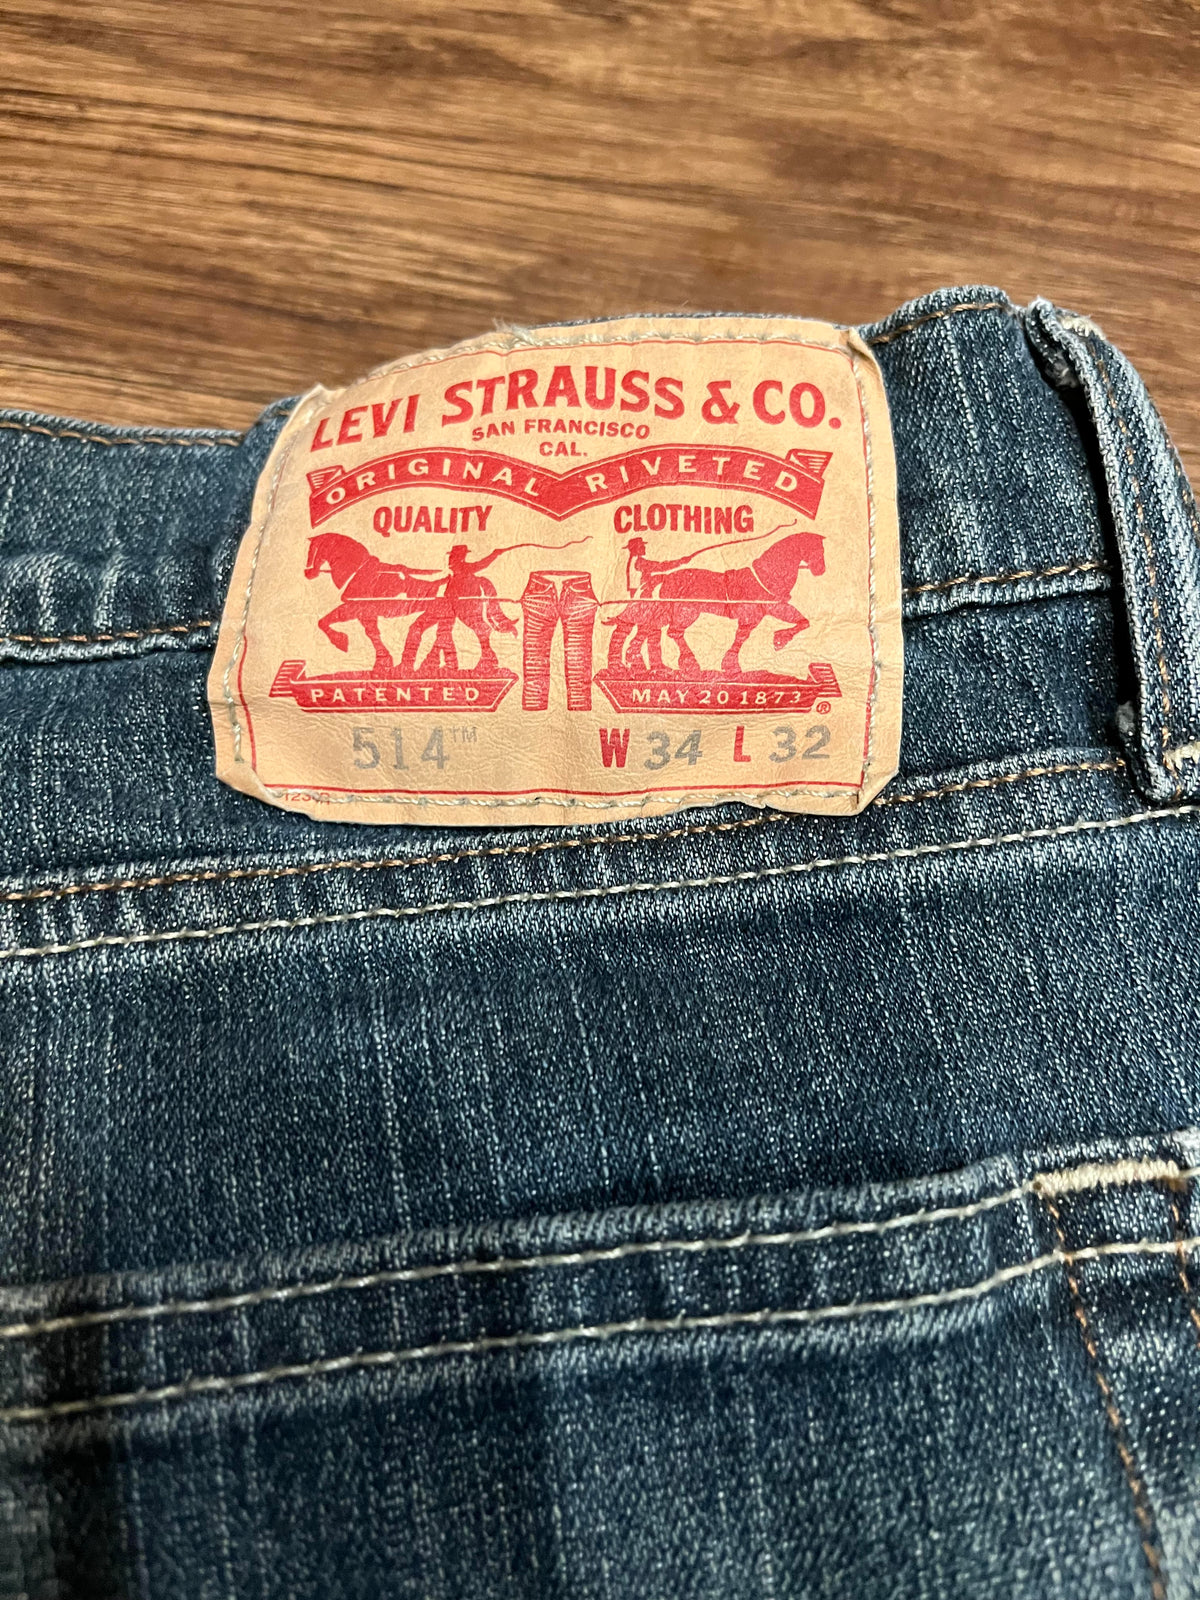 LEVI STRAUSS & CO.
SAN FRANCISCO
CAL.
ORIGINAL RIVETED
QUALITY CLOTHING
PATENTED MAY 20 1873 ®
514™ W 34 L 32